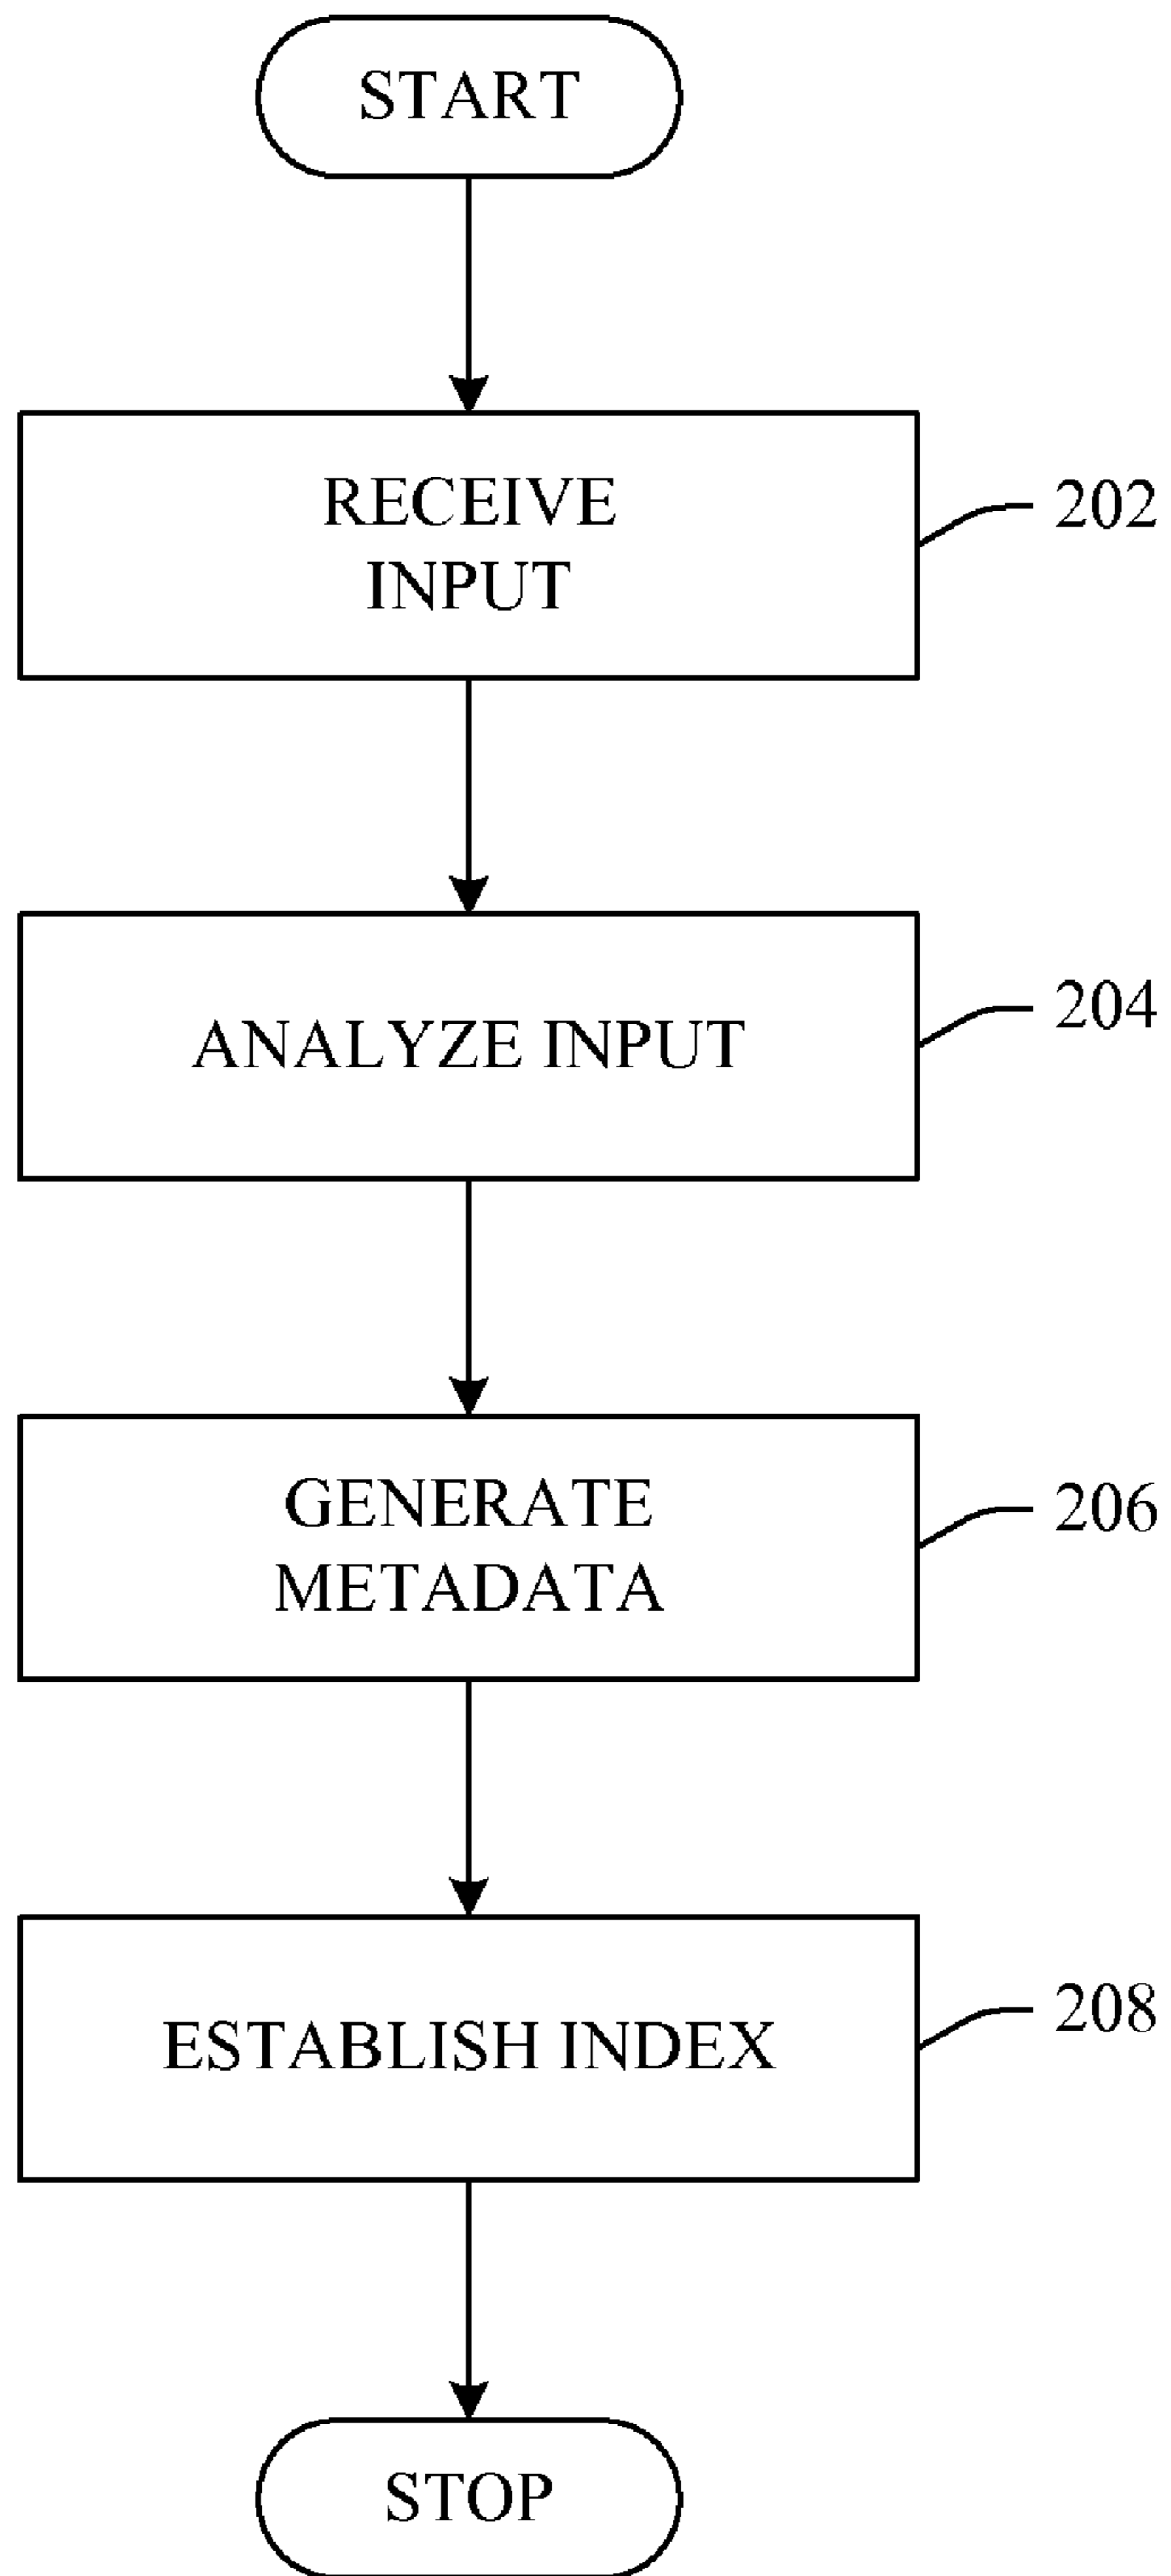 START
RECEIVE
INPUT
202
ANALYZE INPUT
204
GENERATE
METADATA
206
ESTABLISH INDEX
208
STOP